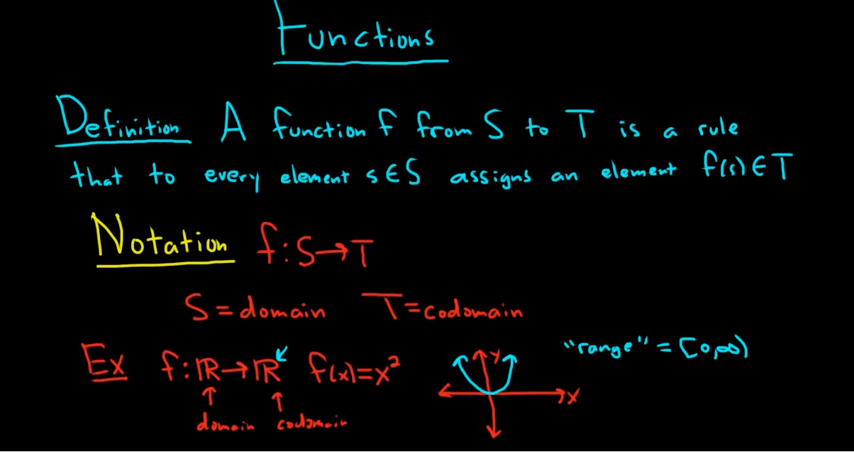 Functions
Definition A function f from S to T is a rule
that to every element s∈S assigns an element f(s)∈T
Notation f:S→T
S=domain T=codomain
Ex f:ℝ→ℝ f(x)=x² y x "range" = [0,∞)
domain codomain